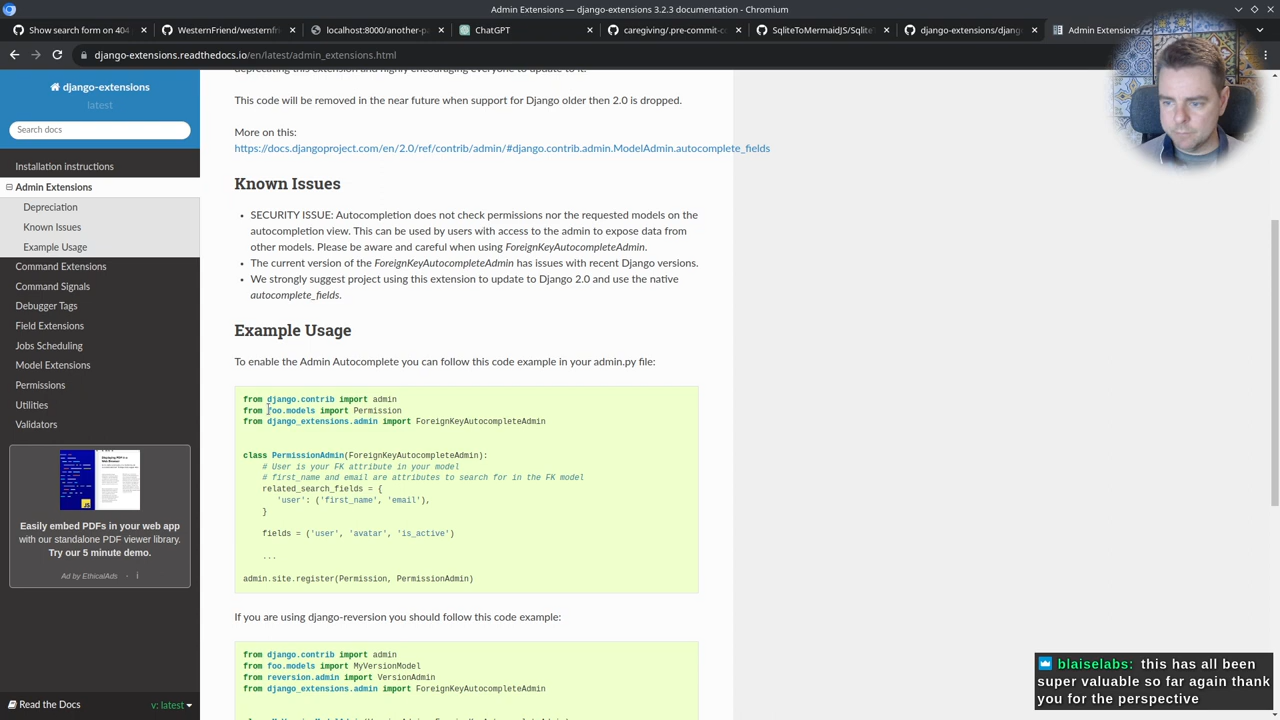 Admin Extensions — django-extensions 3.2.3 documentation - Chromium
Show search form on 404
WesternFriend/westernfri
localhost:8000/another-pa
ChatGPT
caregiving/.pre-commit-co
SqliteToMermaidJS/Sqlite
django-extensions/djang
Admin Extensions —
django-extensions.readthedocs.io/en/latest/admin_extensions.html
django-extensions
latest
Search docs
Installation instructions
Admin Extensions
Depreciation
Known Issues
Example Usage
Command Extensions
Command Signals
Debugger Tags
Field Extensions
Jobs Scheduling
Model Extensions
Permissions
Utilities
Validators
Easily embed PDFs in your web app
with our standalone PDF viewer library.
Try our 5 minute demo.
Ad by EthicalAds · i
Read the Docs
v: latest
deprecating this extension and highly encouraging everyone to update to it.
This code will be removed in the near future when support for Django older then 2.0 is dropped.
More on this:
https://docs.djangoproject.com/en/2.0/ref/contrib/admin/#django.contrib.admin.ModelAdmin.autocomplete_fields
Known Issues
• SECURITY ISSUE: Autocompletion does not check permissions nor the requested models on the
autocompletion view. This can be used by users with access to the admin to expose data from
other models. Please be aware and careful when using ForeignKeyAutocompleteAdmin.
• The current version of the ForeignKeyAutocompleteAdmin has issues with recent Django versions.
• We strongly suggest project using this extension to update to Django 2.0 and use the native
autocomplete_fields.
Example Usage
To enable the Admin Autocomplete you can follow this code example in your admin.py file:
from django.contrib import admin
from foo.models import Permission
from django_extensions.admin import ForeignKeyAutocompleteAdmin
class PermissionAdmin(ForeignKeyAutocompleteAdmin):
# User is your FK attribute in your model
# first_name and email are attributes to search for in the FK model
related_search_fields = {
'user': ('first_name', 'email'),
}
fields = ('user', 'avatar', 'is_active')
...
admin.site.register(Permission, PermissionAdmin)
If you are using django-reversion you should follow this code example:
from django.contrib import admin
from foo.models import MyVersionModel
from reversion.admin import VersionAdmin
from django_extensions.admin import ForeignKeyAutocompleteAdmin
blaiselabs: this has all been
super valuable so far again thank
you for the perspective